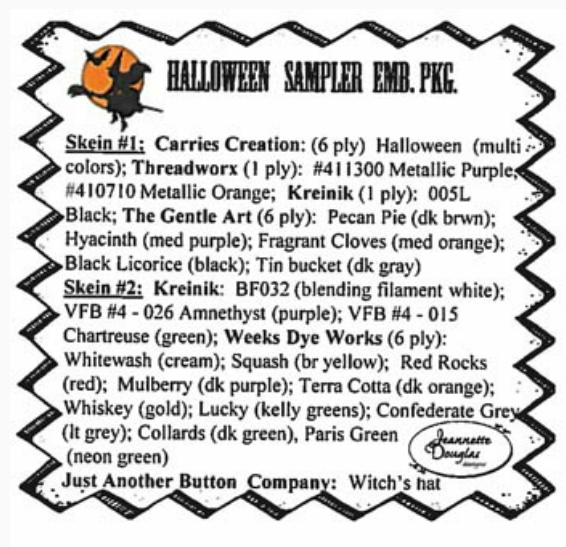 HALLOWEEN SAMPLER EMB. PKG.
Skein #1: Carries Creation: (6 ply) Halloween (multi
colors); Threadworx (1 ply): #411300 Metallic Purple;
#410710 Metallic Orange; Kreinik (1 ply): 005L
Black; The Gentle Art (6 ply): Pecan Pie (dk brwn);
Hyacinth (med purple); Fragrant Cloves (med orange);
Black Licorice (black); Tin bucket (dk gray)
Skein #2: Kreinik: BF032 (blending filament white);
VFB #4 - 026 Amnethyst (purple); VFB #4 - 015
Chartreuse (green); Weeks Dye Works (6 ply):
Whitewash (cream); Squash (br yellow); Red Rocks
(red); Mulberry (dk purple); Terra Cotta (dk orange);
Whiskey (gold); Lucky (kelly greens); Confederate Grey
(lt grey); Collards (dk green), Paris Green
(neon green)
Jeannette
Douglas
designs
Just Another Button Company: Witch's hat